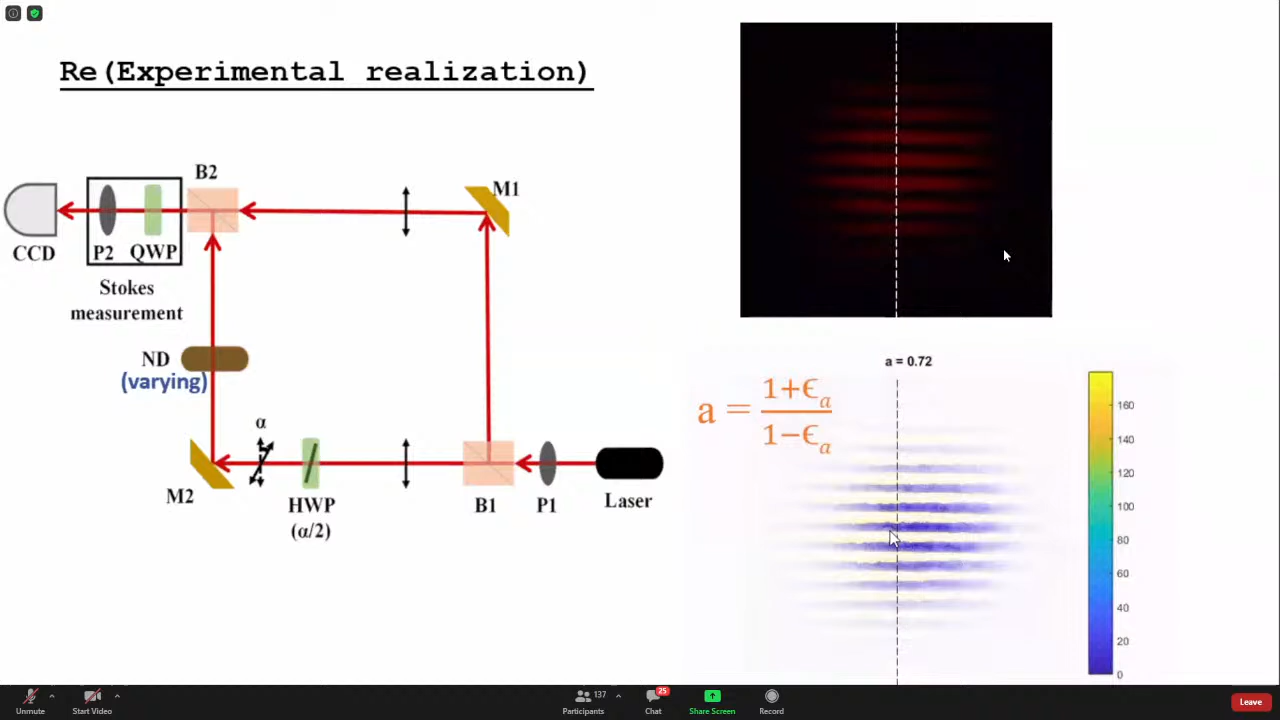 Re(Experimental realization)
B2
M1
CCD
P2 QWP
Stokes
measurement
ND
(varying)
α
M2
HWP
(α/2)
B1
P1
Laser
a = 0.72
a = 1+ϵa
1−ϵa
160
140
120
100
80
60
40
20
0
Unmute
Start Video
137
Participants
25
Chat
Share Screen
Record
Leave